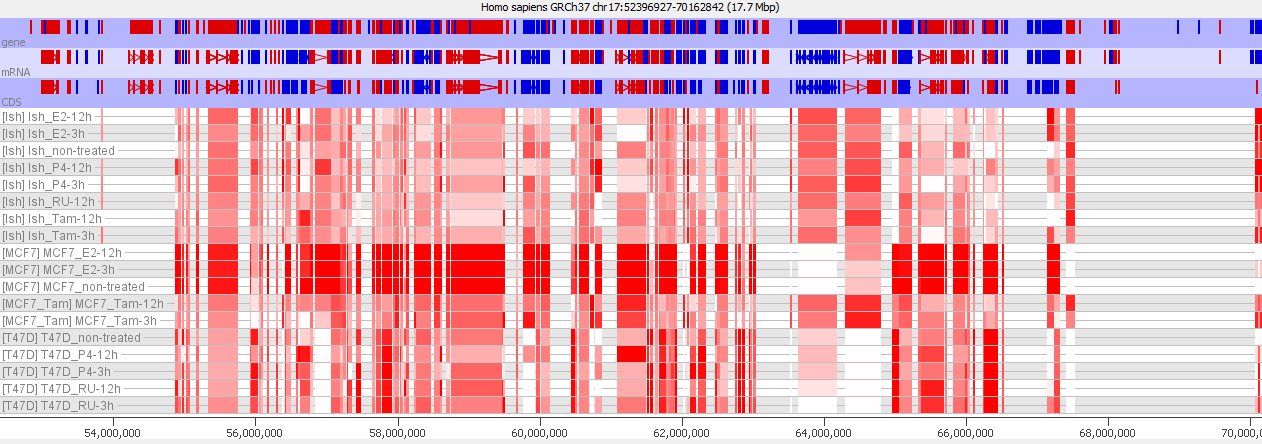 Homo sapiens GRCh37 chr17:52396927-70162842 (17.7 Mbp)
gene
mRNA
CDS
[Ish] Ish_E2-12h
[Ish] Ish_E2-3h
[Ish] Ish_non-treated
[Ish] Ish_P4-12h
[Ish] Ish_P4-3h
[Ish] Ish_RU-12h
[Ish] Ish_Tam-12h
[Ish] Ish_Tam-3h
[MCF7] MCF7_E2-12h
[MCF7] MCF7_E2-3h
[MCF7] MCF7_non-treated
[MCF7_Tam] MCF7_Tam-12h
[MCF7_Tam] MCF7_Tam-3h
[T47D] T47D_non-treated
[T47D] T47D_P4-12h
[T47D] T47D_P4-3h
[T47D] T47D_RU-12h
[T47D] T47D_RU-3h
54,000,000 56,000,000 58,000,000 60,000,000 62,000,000 64,000,000 66,000,000 68,000,000 70,000,0